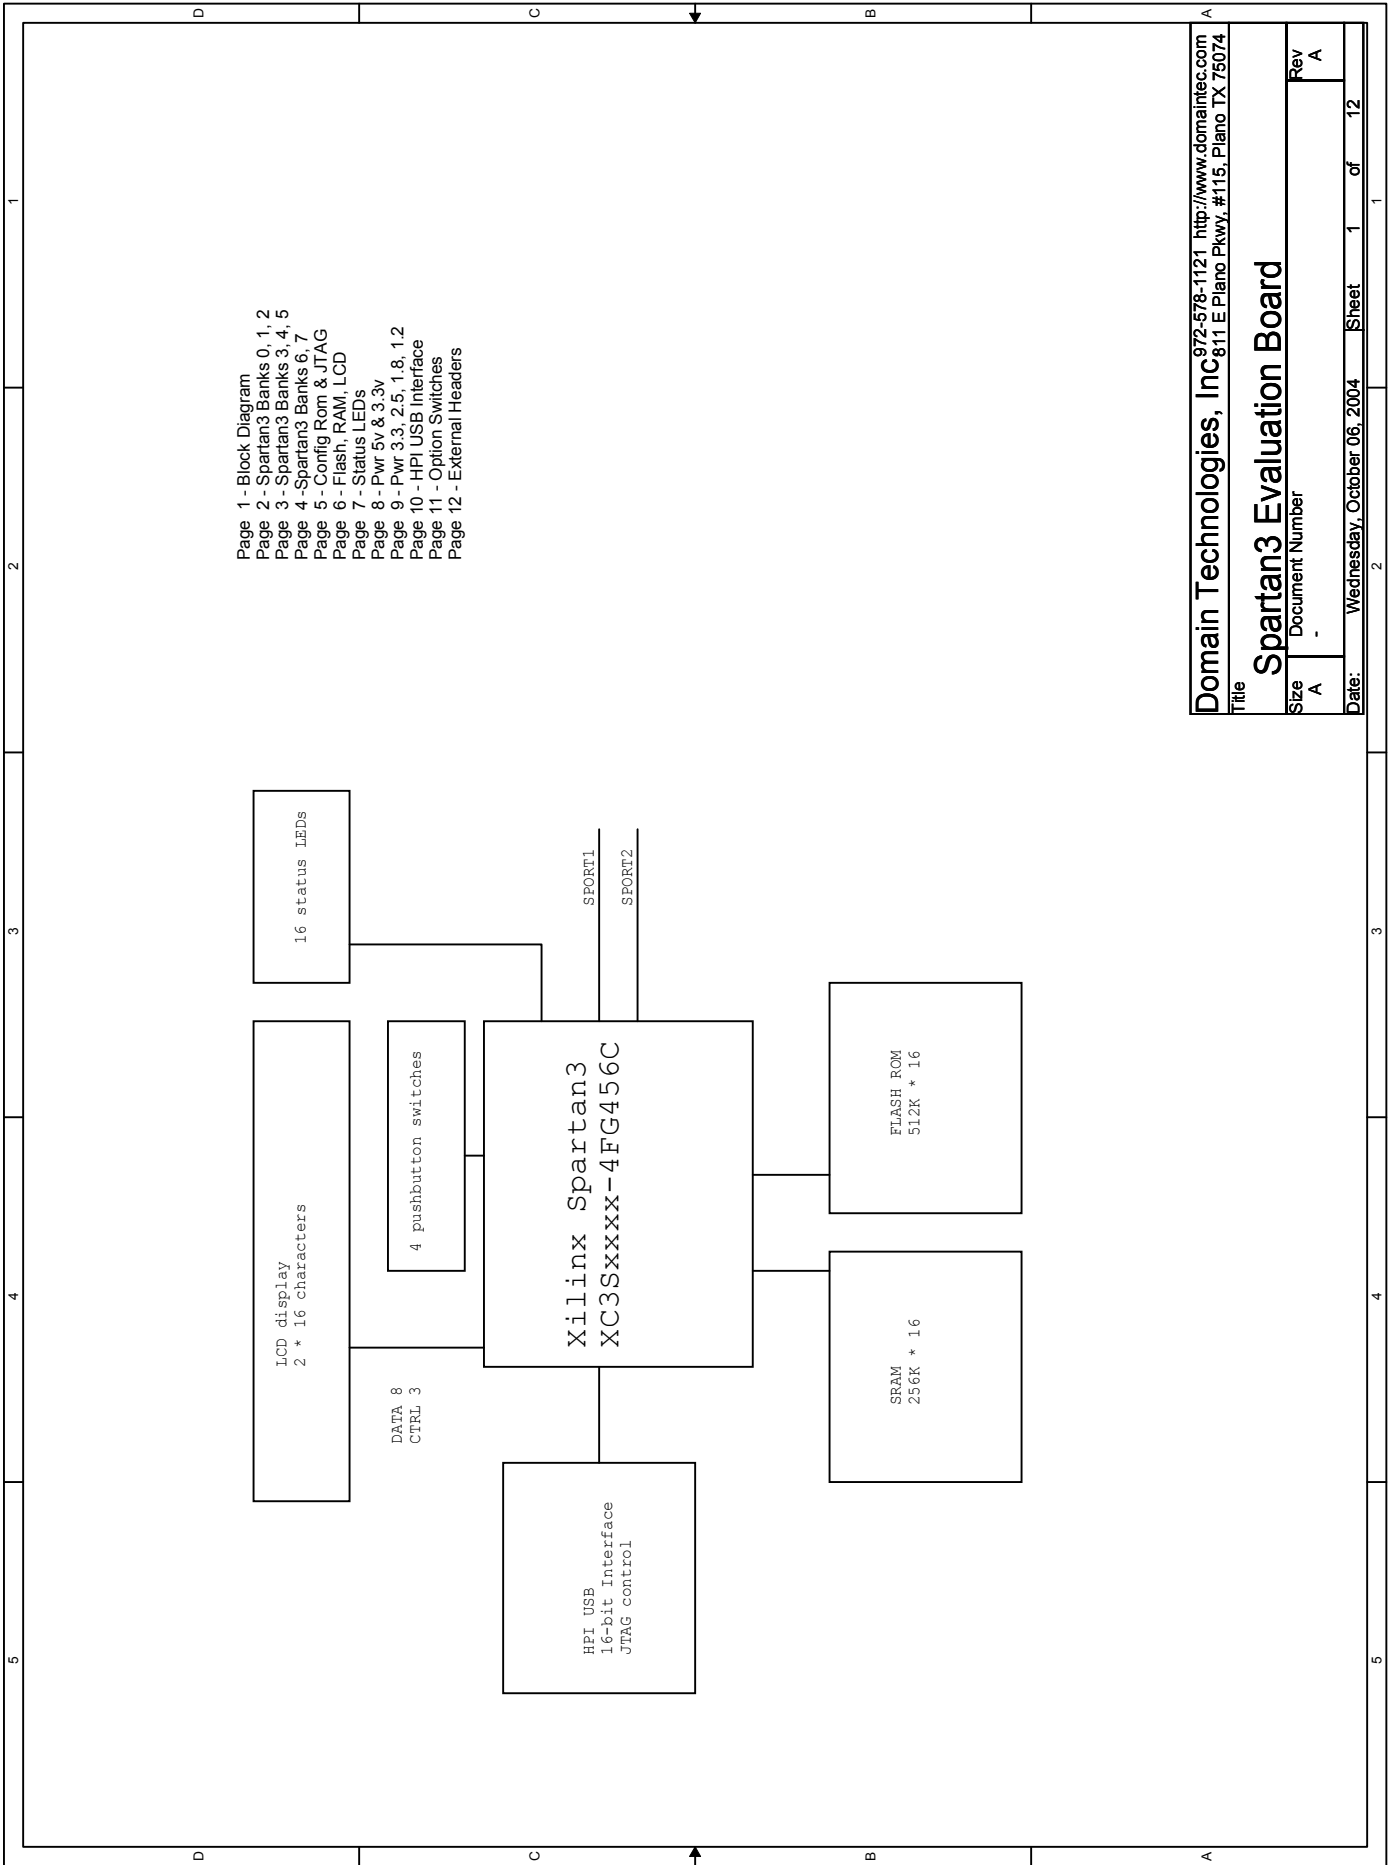 5
4
3
2
1
D
C
B
A
LCD display
2 * 16 characters
16 status LEDs
Page 1 - Block Diagram
Page 2 - Spartan3 Banks 0, 1, 2
Page 3 - Spartan3 Banks 3, 4, 5
Page 4 -Spartan3 Banks 6, 7
Page 5 - Config Rom & JTAG
Page 6 - Flash, RAM, LCD
Page 7 - Status LEDs
Page 8 - Pwr 5v & 3.3v
Page 9 - Pwr 3.3, 2.5, 1.8, 1.2
Page 10 - HPI USB Interface
Page 11 - Option Switches
Page 12 - External Headers
DATA 8
CTRL 3
4 pushbutton switches
HPI USB
16-bit Interface
JTAG control
Xilinx Spartan3
XC3Sxxxx-4FG456C
SPORT1
SPORT2
SRAM
256K * 16
FLASH ROM
512K * 16
Domain Technologies, Inc 972-578-1121 http://www.domaintec.com
811 E Plano Pkwy, #115, Plano TX 75074
Title
Spartan3 Evaluation Board
Size Document Number Rev
A - A
Date: Wednesday, October 06, 2004 Sheet 1 of 12
D
C
B
A
5
4
3
2
1